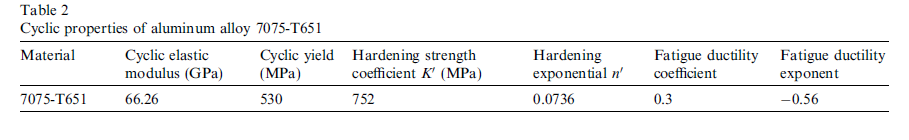 Table 2
Cyclic properties of aluminum alloy 7075-T651
Material Cyclic elastic modulus (GPa) Cyclic yield (MPa) Hardening strength coefficient K′ (MPa) Hardening exponential n′ Fatigue ductility coefficient Fatigue ductility exponent
7075-T651 66.26 530 752 0.0736 0.3 −0.56